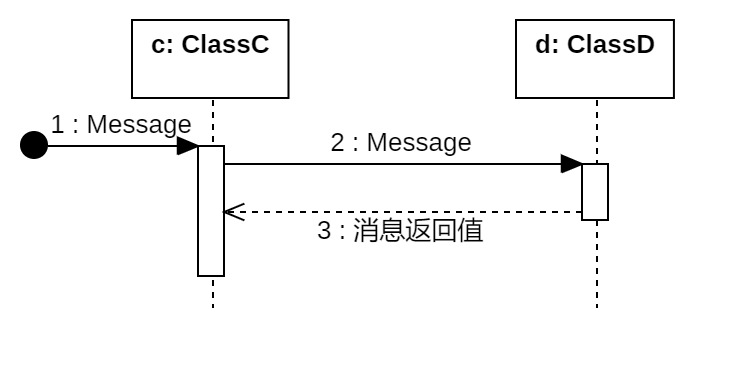 c: ClassC
d: ClassD
1 : Message
2 : Message
3 : 消息返回值